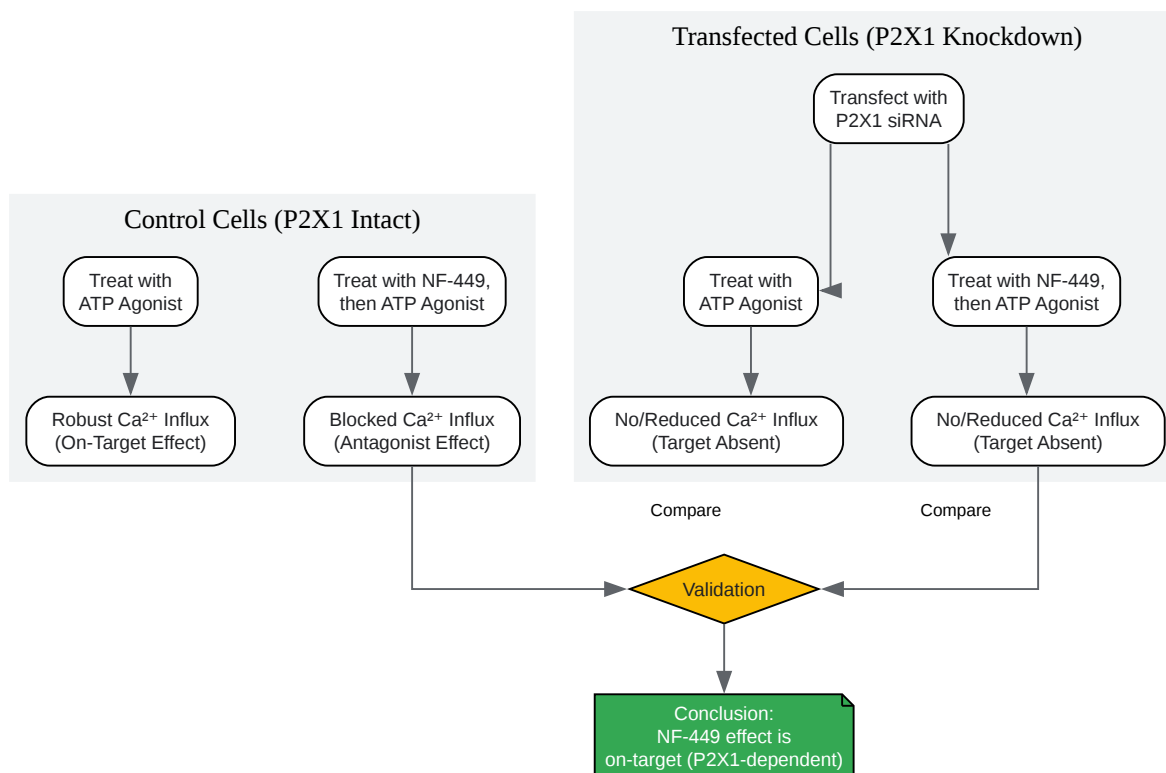 Transfected Cells (P2X1 Knockdown)
Transfect with
P2X1 siRNA
Control Cells (P2X1 Intact)
Treat with
ATP Agonist
Treat with NF-449,
then ATP Agonist
Treat with
ATP Agonist
Treat with NF-449,
then ATP Agonist
Robust Ca²⁺ Influx
(On-Target Effect)
Blocked Ca²⁺ Influx
(Antagonist Effect)
No/Reduced Ca²⁺ Influx
(Target Absent)
No/Reduced Ca²⁺ Influx
(Target Absent)
Compare
Compare
Validation
Conclusion:
NF-449 effect is
on-target (P2X1-dependent)